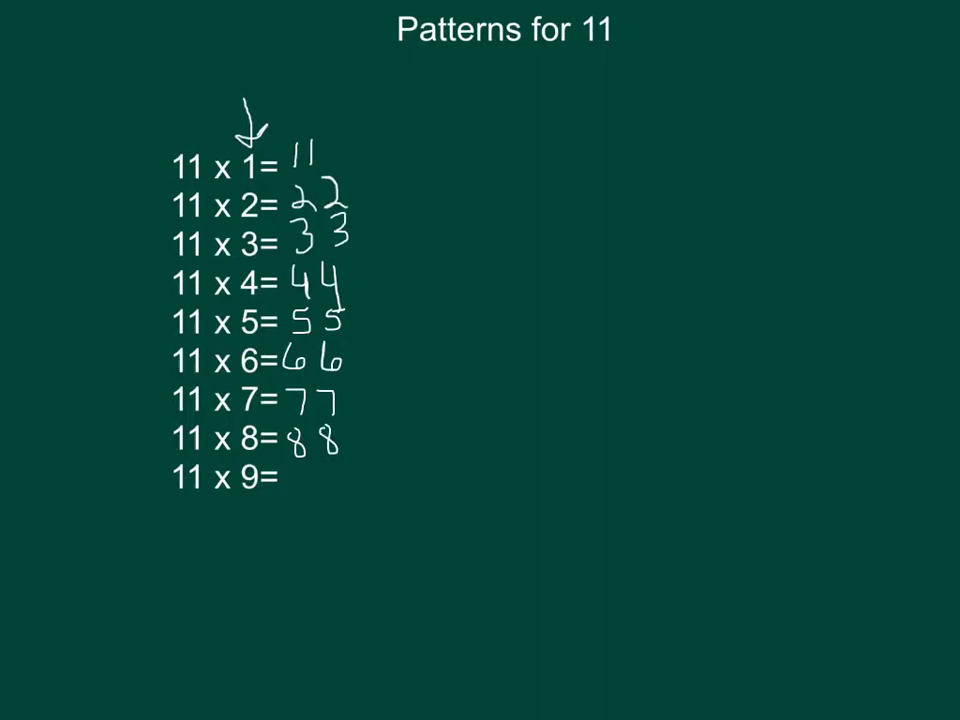 Patterns for 11
11 x 1= 11
11 x 2= 22
11 x 3= 33
11 x 4= 44
11 x 5= 55
11 x 6= 66
11 x 7= 77
11 x 8= 88
11 x 9=